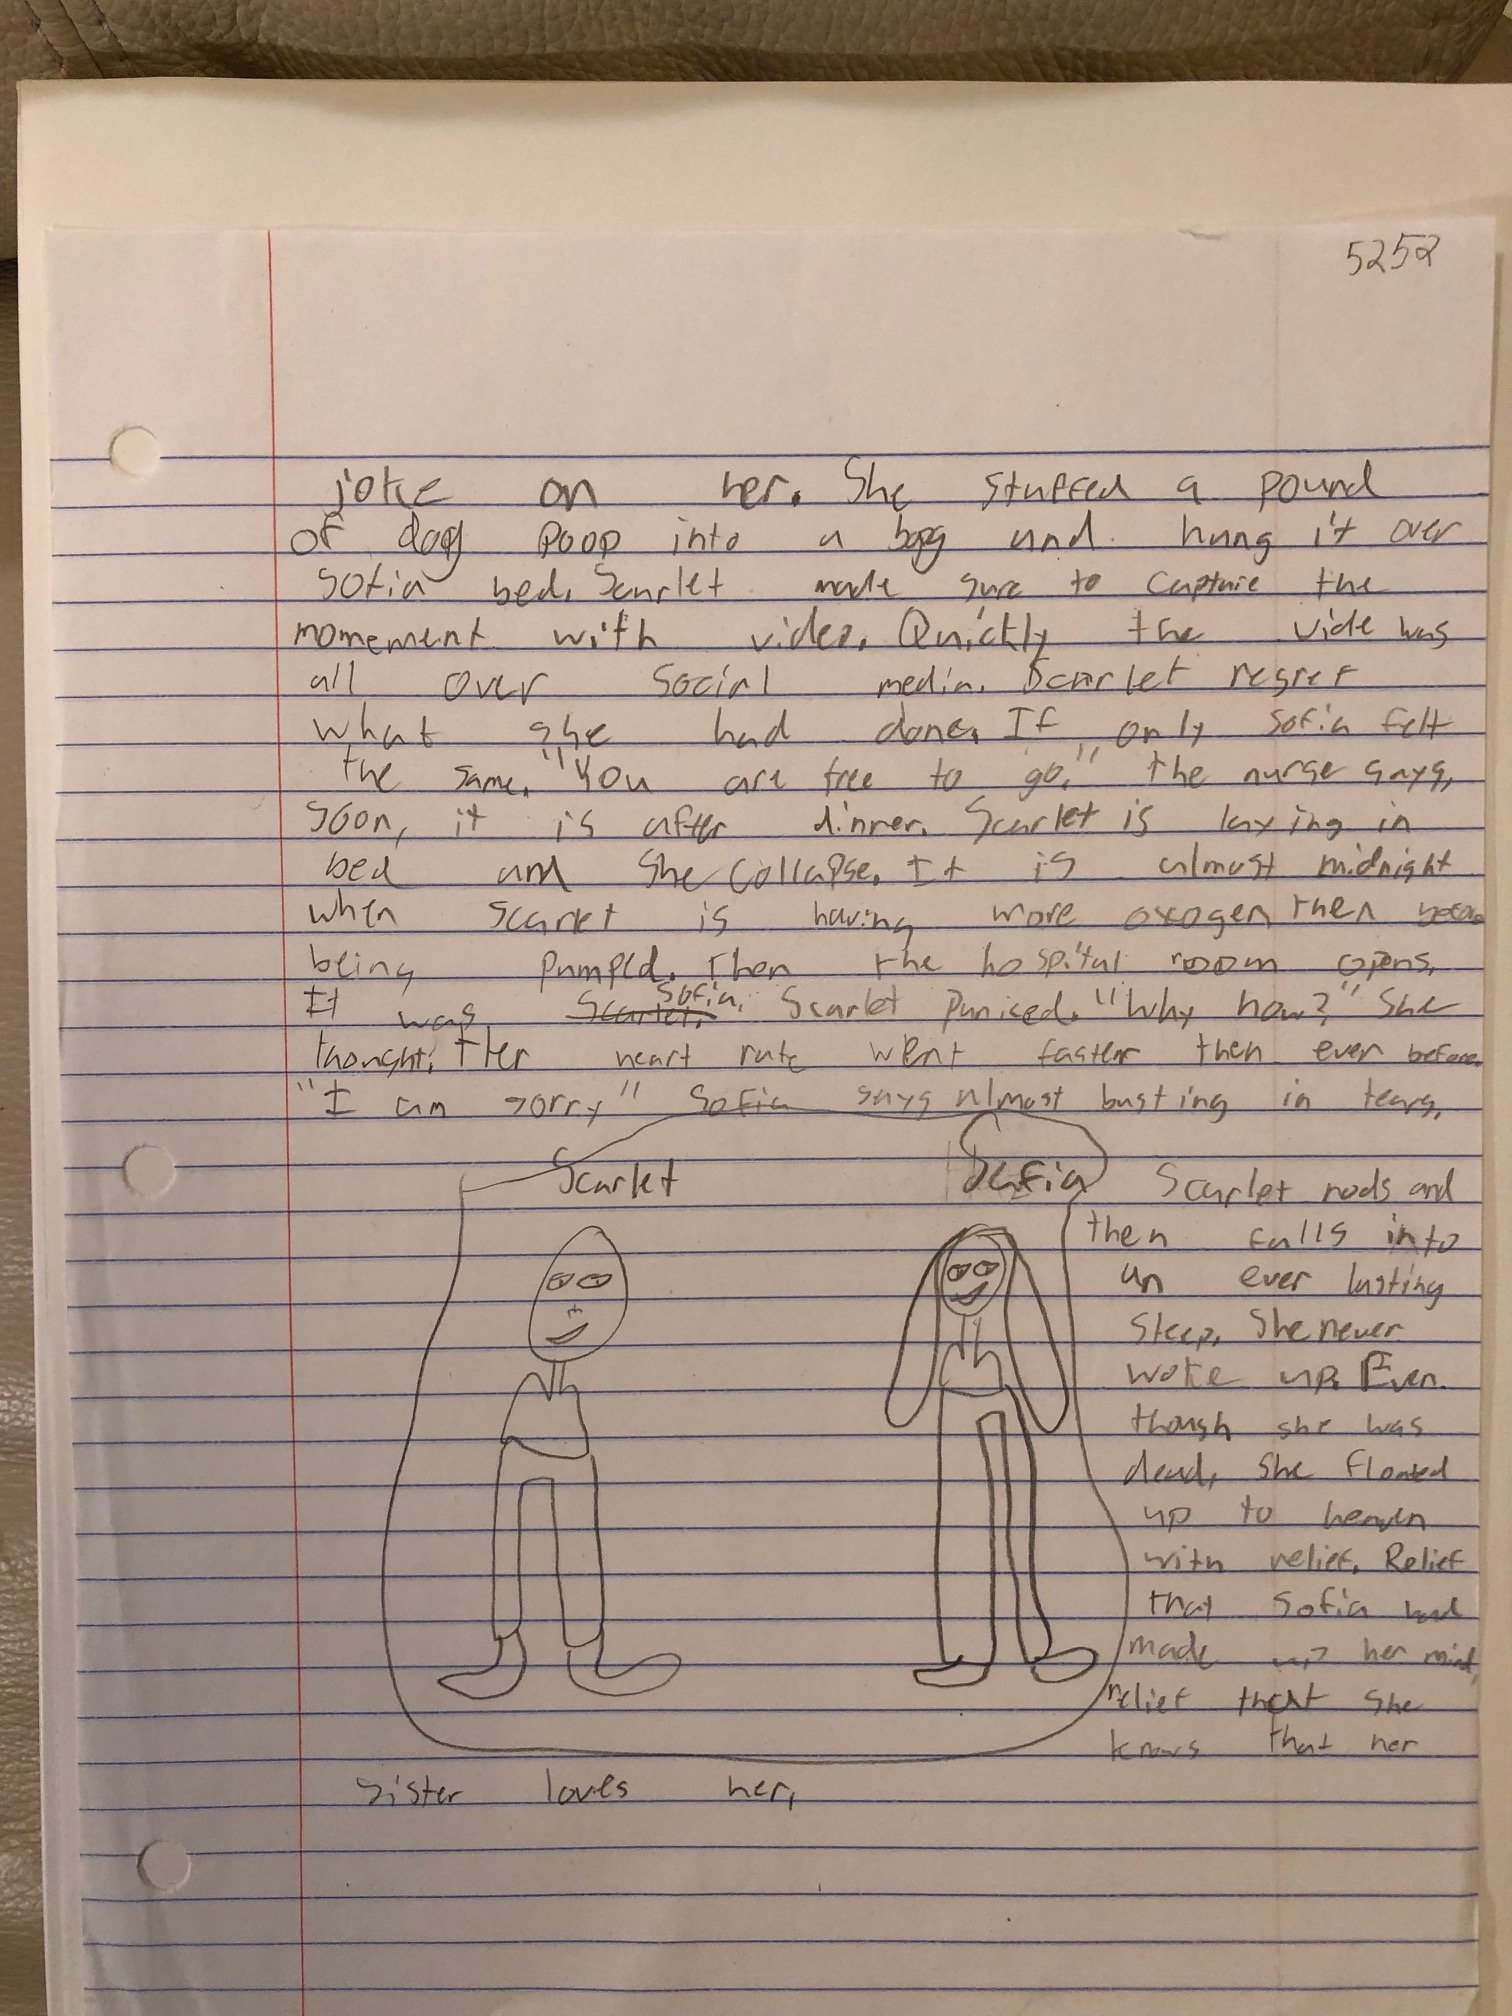 5252
joke on her. She stuffed a pound
of dog poop into a bag and hung it over
Sofia bed. Scarlet made sure to captuie the
momement with video. Quickly the vide was
all over social media. Scarlet regret
what she had done. If only Sofia felt
the same. "You are free to go." the nurse says,
soon, it is after dinner. Scarlet is laying in
bed and she collapse. It is almost midnight
when scarlet is having more oxogen then before
being pumped. Then the hospital room opens.
It was Scarlet. Sofia. Scarlet paniced. "Why how?" She
thought. Her heart rate went faster then ever before.
"I am sorry" Sofia says almost busting in tears.
Scarlet
Sofia
Scarlet nods and
then falls into
an ever lasting
sleep. She never
woke up. Even
though she was
dead, she floated
up to heaven
with relief. Relief
that Sofia had
made up her mind,
relief that she
knows that her
sister loves her.